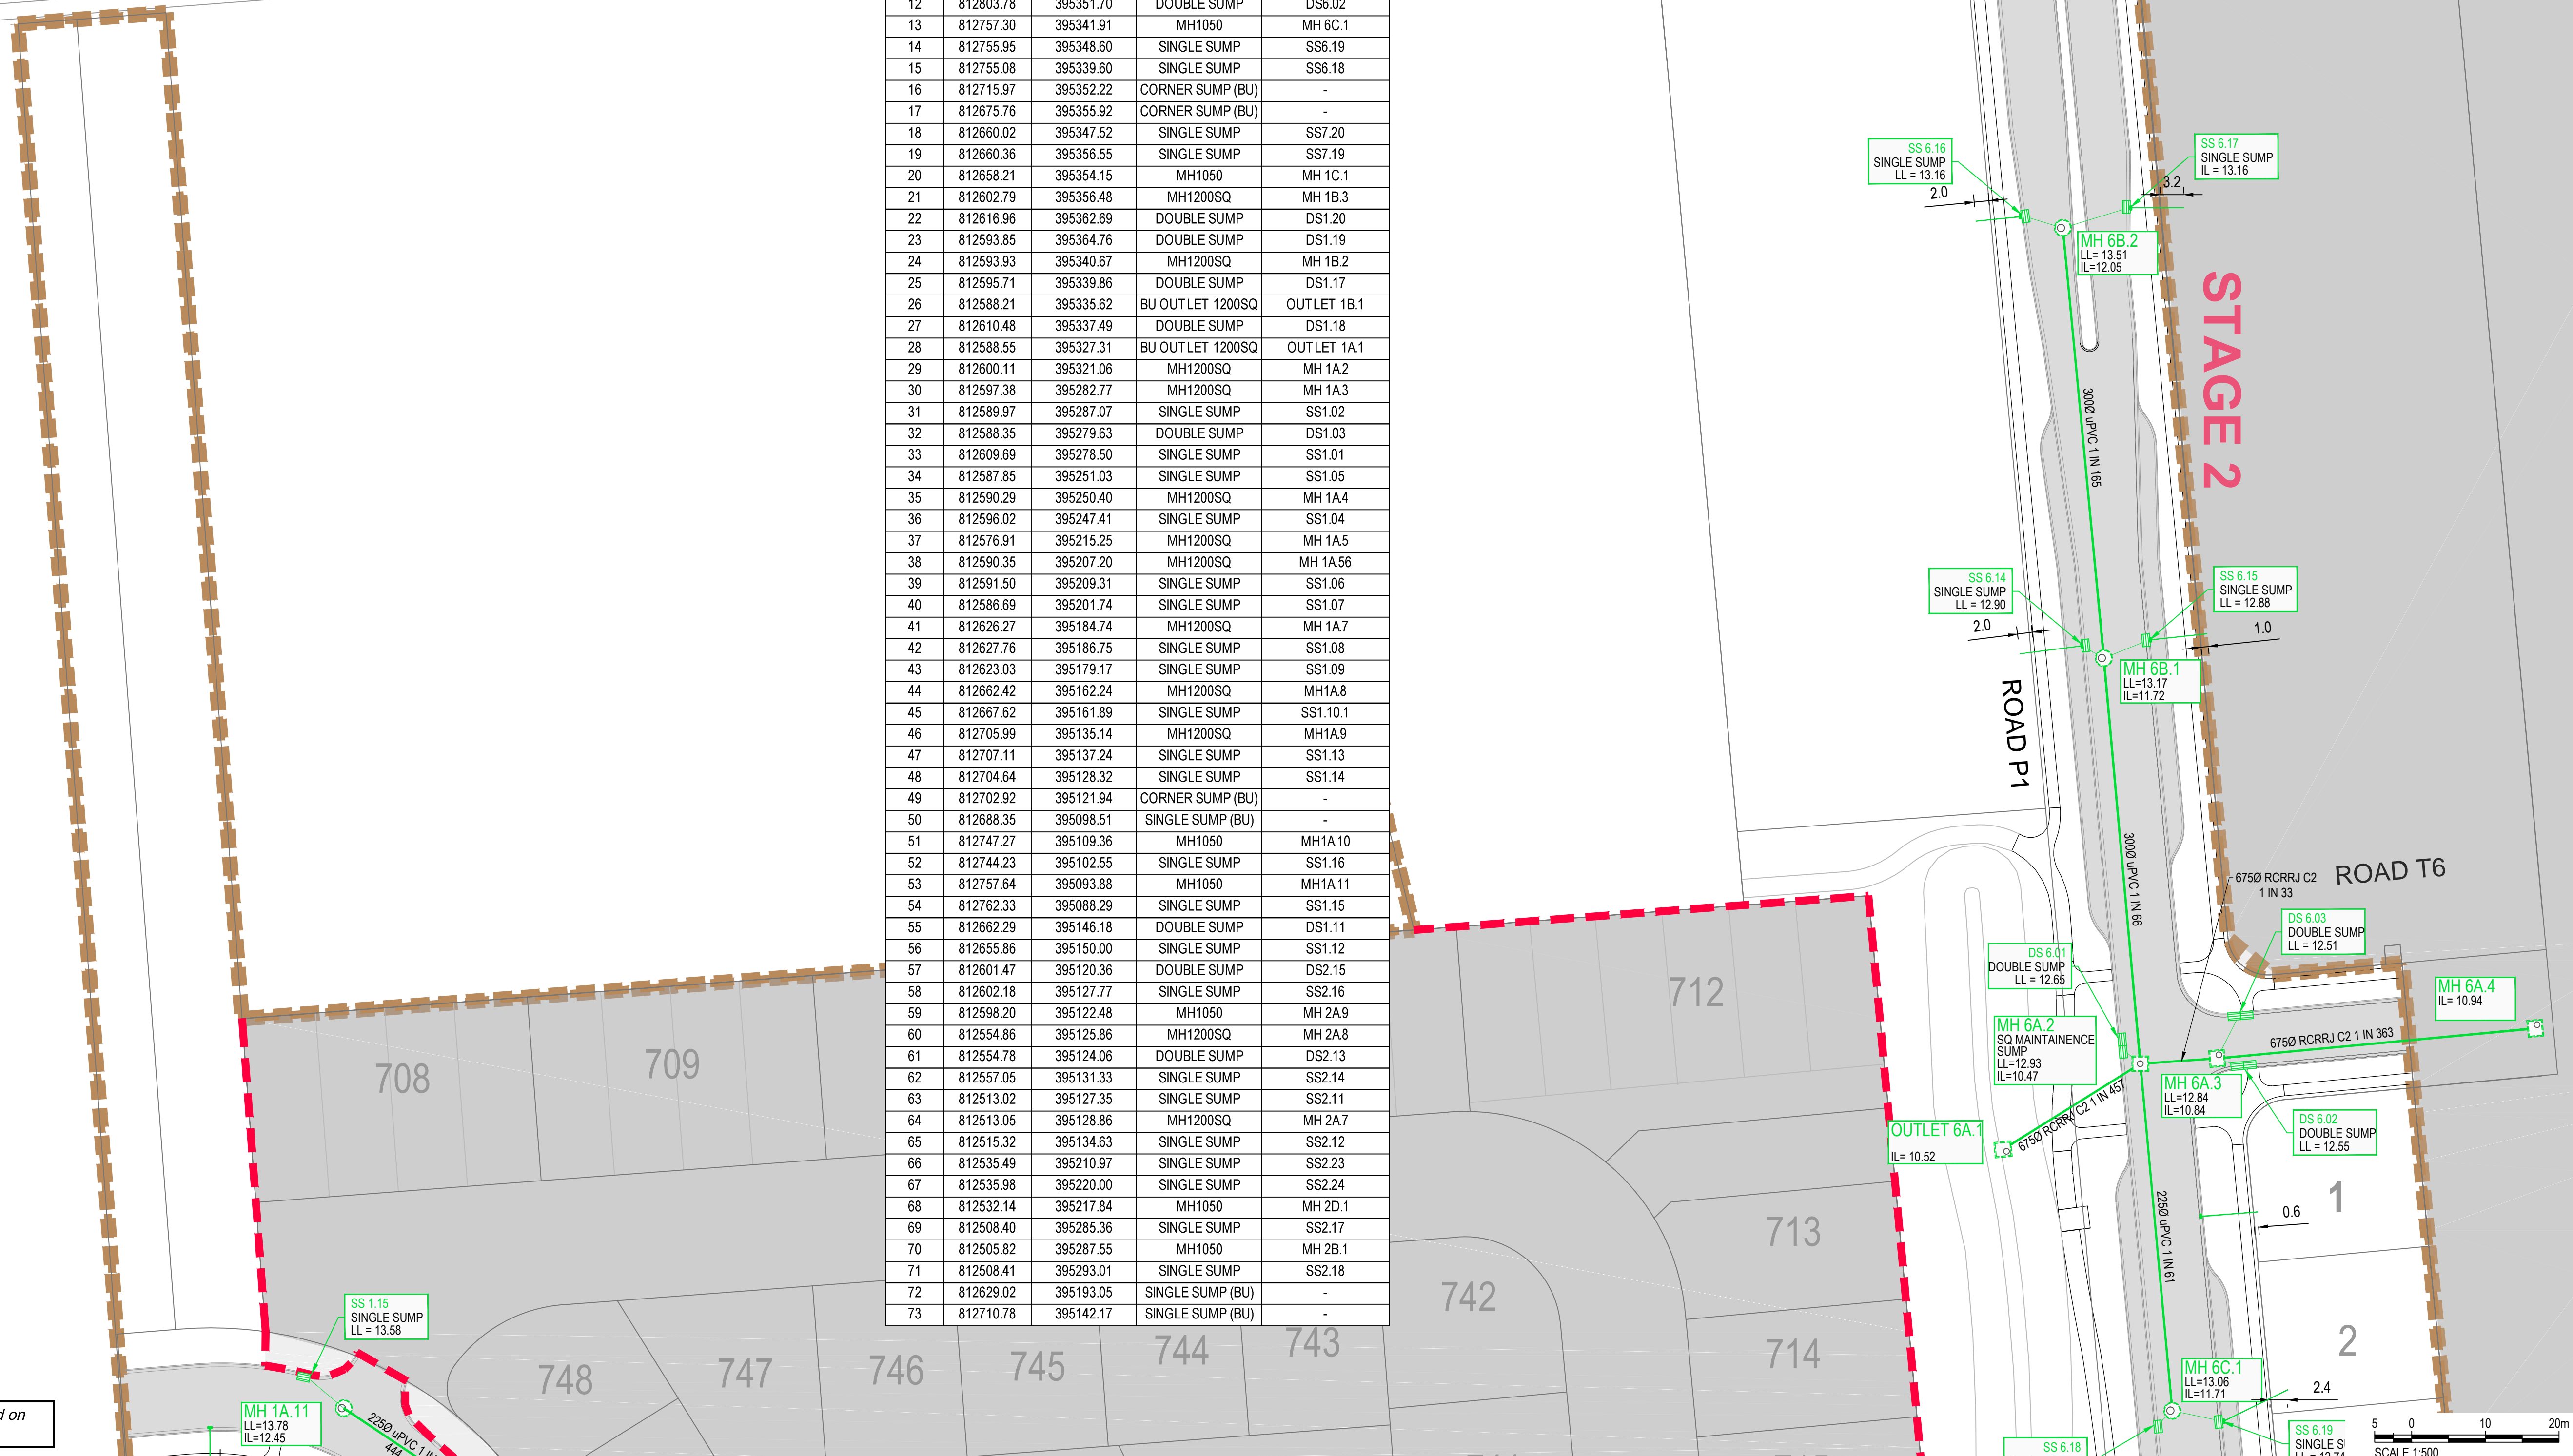 12 812803.78 395351.70 DOUBLE SUMP DS6.02
13 812757.30 395341.91 MH1050 MH 6C.1
14 812755.95 395348.60 SINGLE SUMP SS6.19
15 812755.08 395339.60 SINGLE SUMP SS6.18
16 812715.97 395352.22 CORNER SUMP (BU) -
17 812675.76 395355.92 CORNER SUMP (BU) -
18 812660.02 395347.52 SINGLE SUMP SS7.20
19 812660.36 395356.55 SINGLE SUMP SS7.19
20 812658.21 395354.15 MH1050 MH 1C.1
21 812602.79 395356.48 MH1200SQ MH 1B.3
22 812616.96 395362.69 DOUBLE SUMP DS1.20
23 812593.85 395364.76 DOUBLE SUMP DS1.19
24 812593.93 395340.67 MH1200SQ MH 1B.2
25 812595.71 395339.86 DOUBLE SUMP DS1.17
26 812588.21 395335.62 BU OUTLET 1200SQ OUTLET 1B.1
27 812610.48 395337.49 DOUBLE SUMP DS1.18
28 812588.55 395327.31 BU OUTLET 1200SQ OUTLET 1A.1
29 812600.11 395321.06 MH1200SQ MH 1A.2
30 812597.38 395282.77 MH1200SQ MH 1A.3
31 812589.97 395287.07 SINGLE SUMP SS1.02
32 812588.35 395279.63 DOUBLE SUMP DS1.03
33 812609.69 395278.50 SINGLE SUMP SS1.01
34 812587.85 395251.03 SINGLE SUMP SS1.05
35 812590.29 395250.40 MH1200SQ MH 1A.4
36 812596.02 395247.41 SINGLE SUMP SS1.04
37 812576.91 395215.25 MH1200SQ MH 1A.5
38 812590.35 395207.20 MH1200SQ MH 1A.56
39 812591.50 395209.31 SINGLE SUMP SS1.06
40 812586.69 395201.74 SINGLE SUMP SS1.07
41 812626.27 395184.74 MH1200SQ MH 1A.7
42 812627.76 395186.75 SINGLE SUMP SS1.08
43 812623.03 395179.17 SINGLE SUMP SS1.09
44 812662.42 395162.24 MH1200SQ MH1A.8
45 812667.62 395161.89 SINGLE SUMP SS1.10.1
46 812705.99 395135.14 MH1200SQ MH1A.9
47 812707.11 395137.24 SINGLE SUMP SS1.13
48 812704.64 395128.32 SINGLE SUMP SS1.14
49 812702.92 395121.94 CORNER SUMP (BU) -
50 812688.35 395098.51 SINGLE SUMP (BU) -
51 812747.27 395109.36 MH1050 MH1A.10
52 812744.23 395102.55 SINGLE SUMP SS1.16
53 812757.64 395093.88 MH1050 MH1A.11
54 812762.33 395088.29 SINGLE SUMP SS1.15
55 812662.29 395146.18 DOUBLE SUMP DS1.11
56 812655.86 395150.00 SINGLE SUMP SS1.12
57 812601.47 395120.36 DOUBLE SUMP DS2.15
58 812602.18 395127.77 SINGLE SUMP SS2.16
59 812598.20 395122.48 MH1050 MH 2A.9
60 812554.86 395125.86 MH1200SQ MH 2A.8
61 812554.78 395124.06 DOUBLE SUMP DS2.13
62 812557.05 395131.33 SINGLE SUMP SS2.14
63 812513.02 395127.35 SINGLE SUMP SS2.11
64 812513.05 395128.86 MH1200SQ MH 2A.7
65 812515.32 395134.63 SINGLE SUMP SS2.12
66 812535.49 395210.97 SINGLE SUMP SS2.23
67 812535.98 395220.00 SINGLE SUMP SS2.24
68 812532.14 395217.84 MH1050 MH 2D.1
69 812508.40 395285.36 SINGLE SUMP SS2.17
70 812505.82 395287.55 MH1050 MH 2B.1
71 812508.41 395293.01 SINGLE SUMP SS2.18
72 812629.02 395193.05 SINGLE SUMP (BU) -
73 812710.78 395142.17 SINGLE SUMP (BU) -
SS 6.16
SINGLE SUMP
LL = 13.16
2.0
SS 6.17
SINGLE SUMP
IL = 13.16
3.2
MH 6B.2
LL= 13.51
IL=12.05
STAGE 2
300Ø uPVC 1 IN 165
SS 6.14
SINGLE SUMP
LL = 12.90
2.0
SS 6.15
SINGLE SUMP
LL = 12.88
1.0
MH 6B.1
LL=13.17
IL=11.72
ROAD P1
300Ø uPVC 1 IN 66
675Ø RCRRJ C2
1 IN 33
ROAD T6
DS 6.03
DOUBLE SUMP
LL = 12.51
DS 6.01
DOUBLE SUMP
LL = 12.65
MH 6A.4
IL= 10.94
MH 6A.2
SQ MAINTAINENCE
SUMP
LL=12.93
IL=10.47
675Ø RCRRJ C2 1 IN 363
MH 6A.3
LL=12.84
IL=10.84
675Ø RCRRJ C2 1 IN 457
OUTLET 6A.1
IL= 10.52
DS 6.02
DOUBLE SUMP
LL = 12.55
225Ø uPVC 1 IN 61
0.6
1
2
MH 6C.1
LL=13.06
IL=11.71
2.4
SS 6.18
SS 6.19
SINGLE S
5 0 10 20m
SCALE 1:500
708
709
712
713
714
742
743
744
745
746
747
748
SS 1.15
SINGLE SUMP
LL = 13.58
MH 1A.11
LL=13.78
IL=12.45
225Ø uPVC 1 IN
444
d on